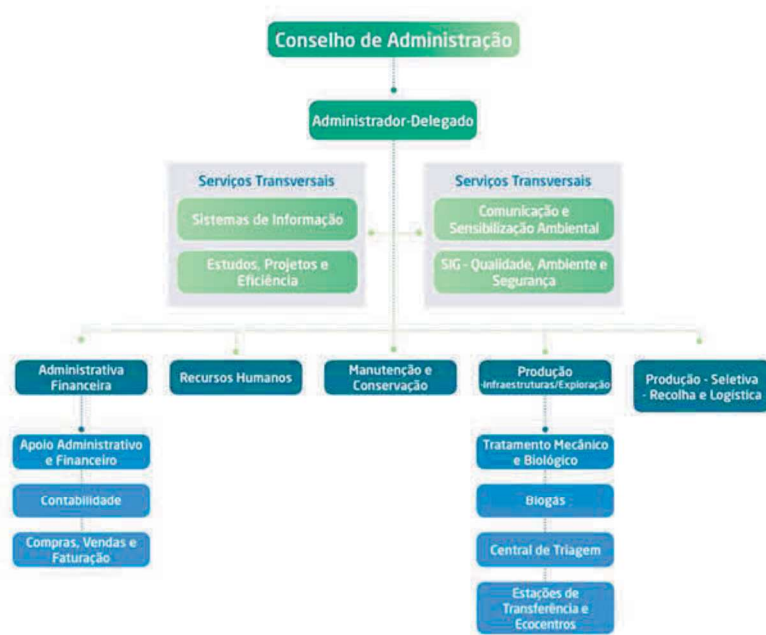 Conselho de Administração
Administrador-Delegado
Serviços Transversais
Sistemas de Informação
Estudos, Projetos e
Eficiência
Serviços Transversais
Comunicação e
Sensibilização Ambiental
SIG - Qualidade, Ambiente e
Segurança
Administrativa
Financeira
Recursos Humanos
Manutenção e
Conservação
Produção
-Infraestruturas/Exploração
Produção - Seletiva
- Recolha e Logística
Apoio Administrativo
e Financeiro
Contabilidade
Compras, Vendas e
Faturação
Tratamento Mecânico
e Biológico
Biogás
Central de Triagem
Estações de
Transferência e
Ecocentros